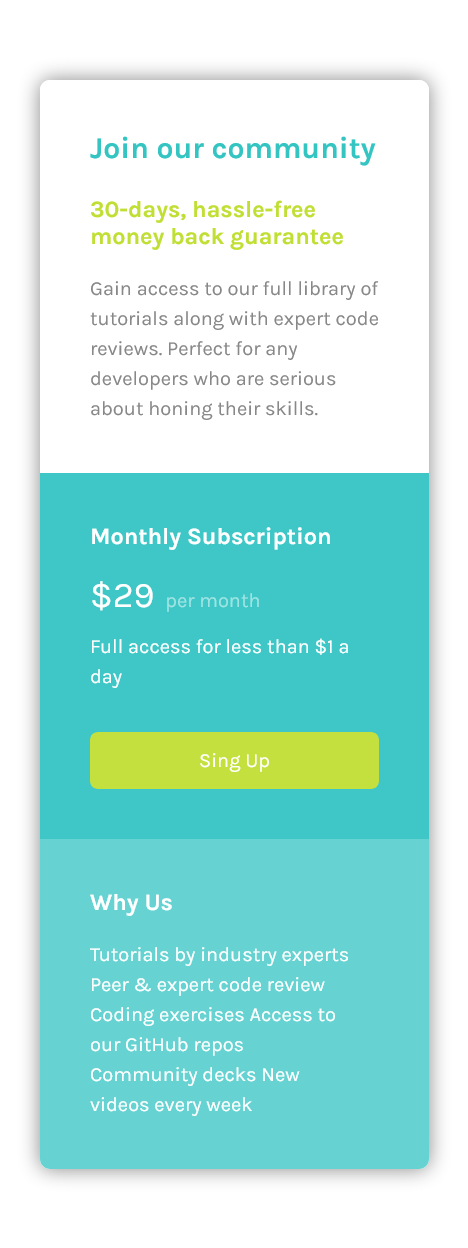 Join our community
30-days, hassle-free
money back guarantee
Gain access to our full library of
tutorials along with expert code
reviews. Perfect for any
developers who are serious
about honing their skills.
Monthly Subscription
$29 per month
Full access for less than $1 a
day
Sing Up
Why Us
Tutorials by industry experts
Peer & expert code review
Coding exercises Access to
our GitHub repos
Community decks New
videos every week